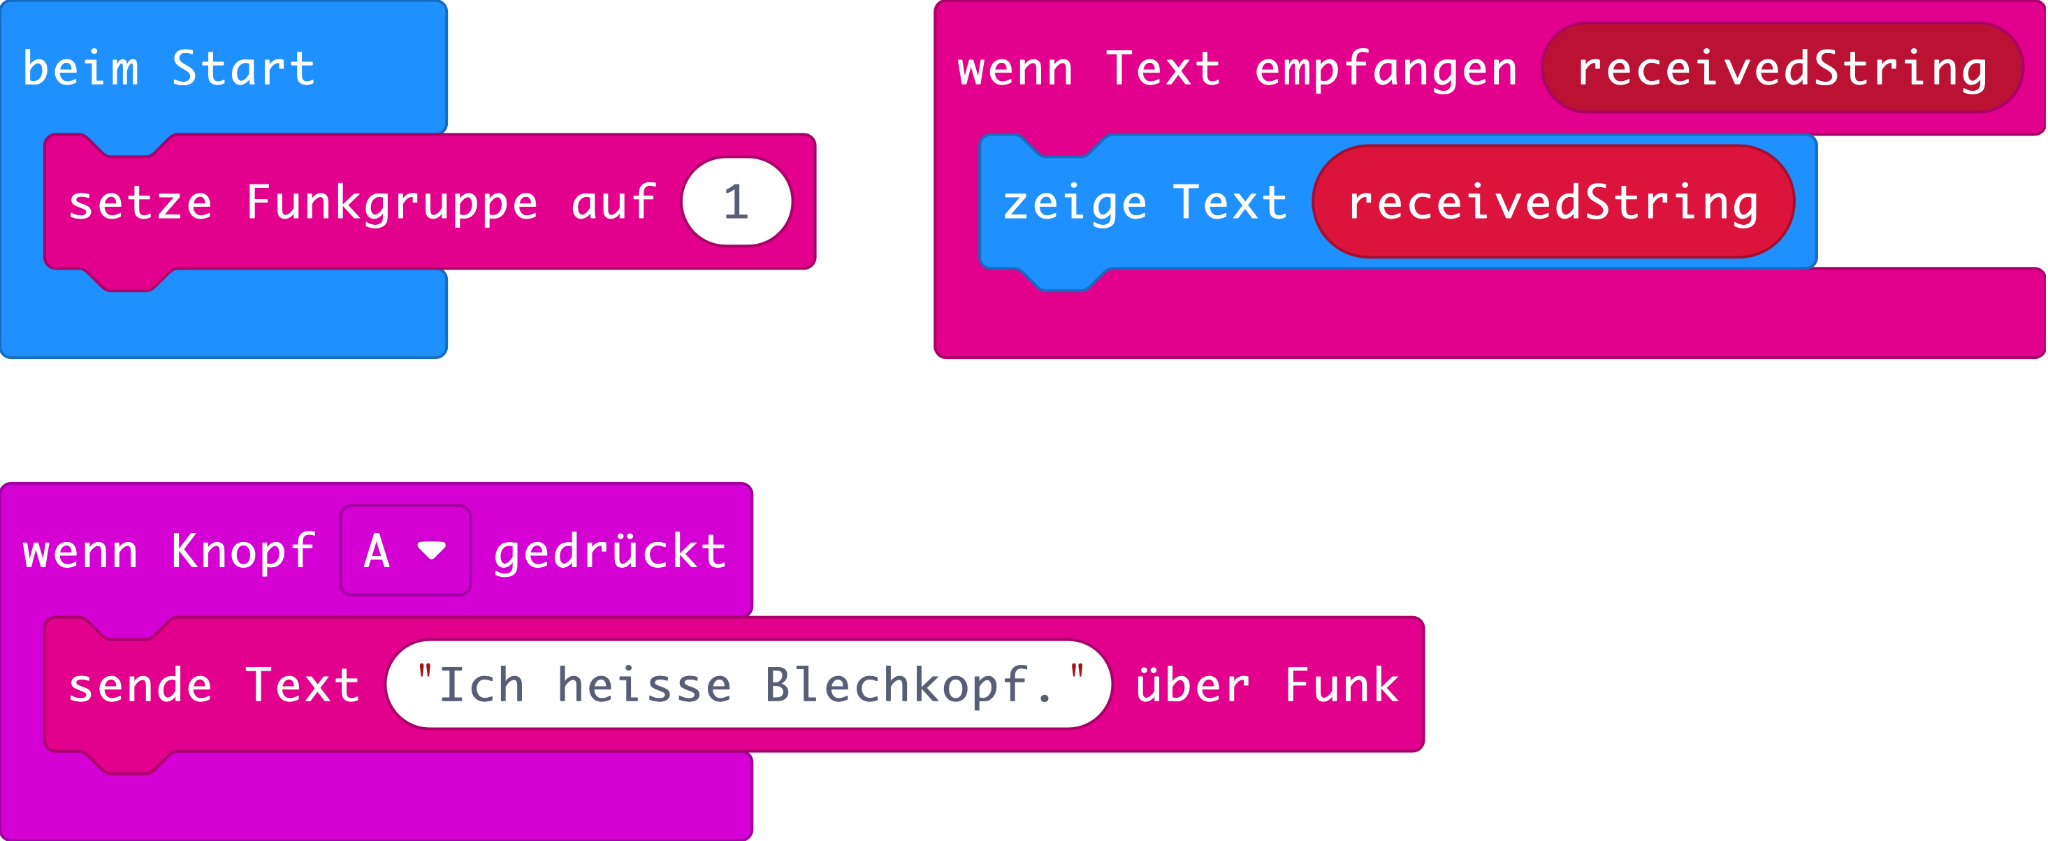 beim Start
setze Funkgruppe auf 1
wenn Text empfangen receivedString
zeige Text receivedString
wenn Knopf A gedrückt
sende Text "Ich heisse Blechkopf." über Funk